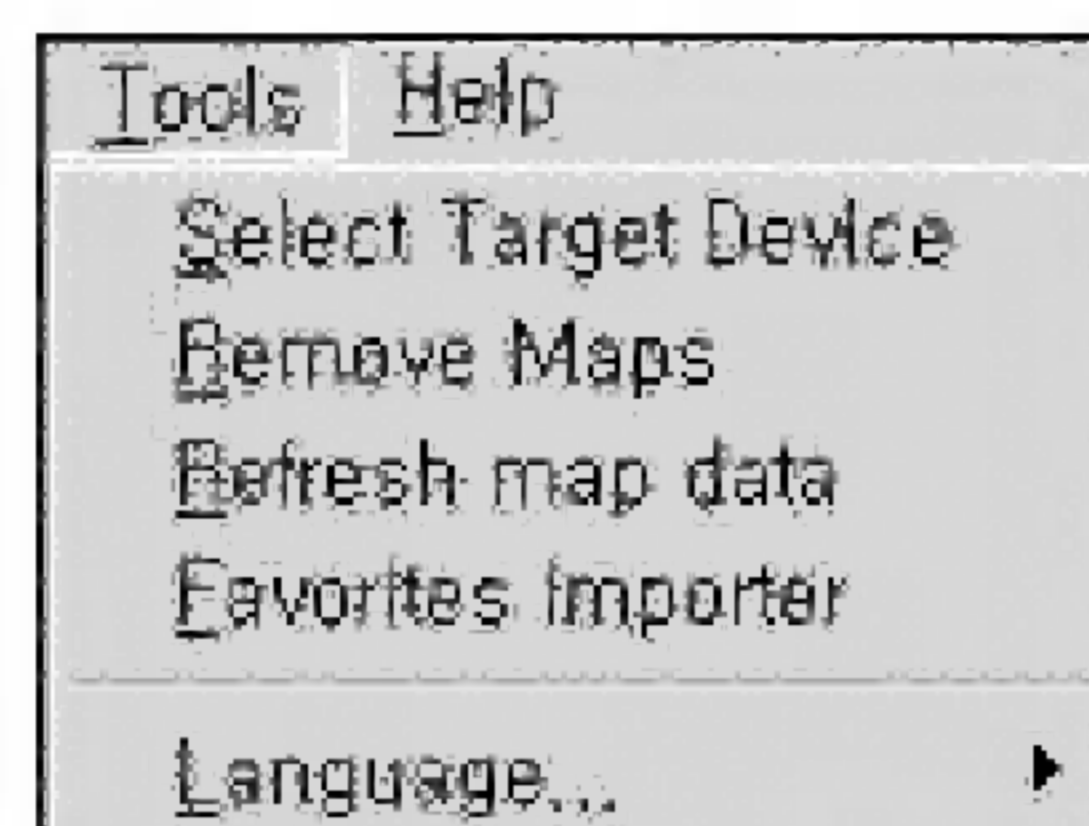 Tools Help
Select Target Device
Remove Maps
Refresh map data
Favorites importer
Language...